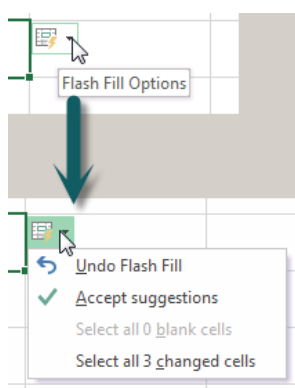 Flash Fill Options
Undo Flash Fill
Accept suggestions
Select all 0 blank cells
Select all 3 changed cells